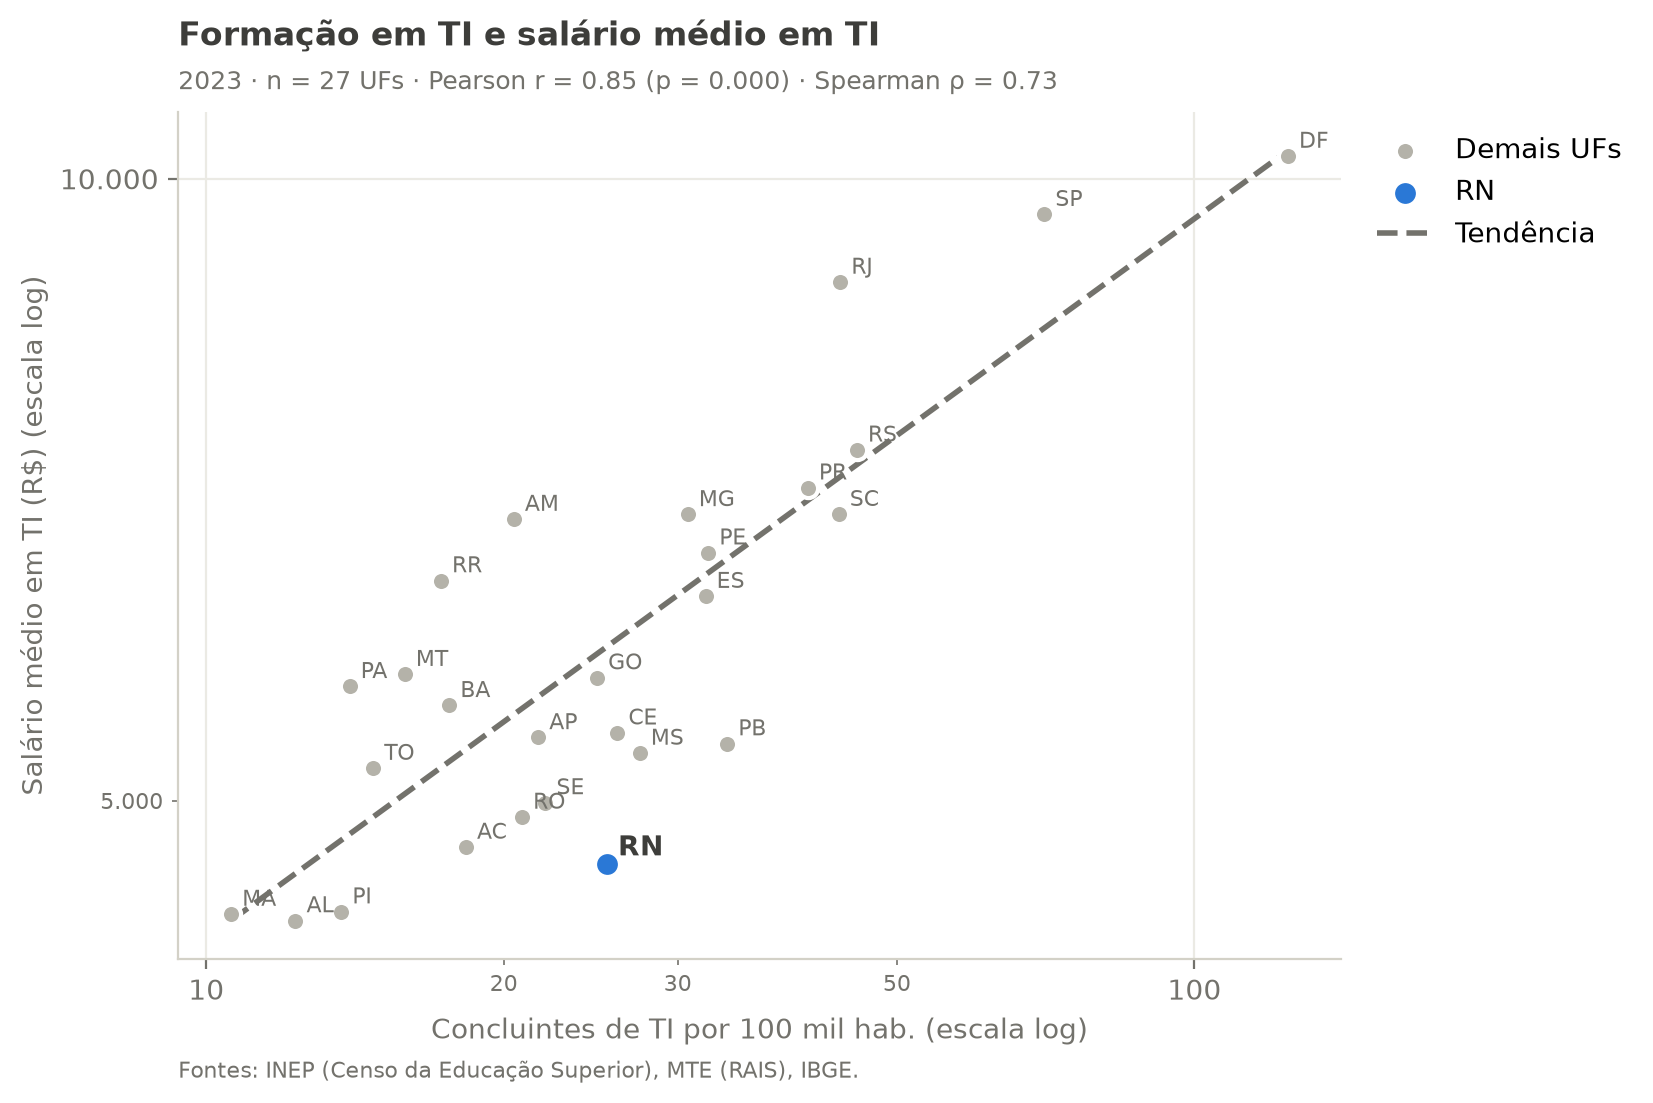 Formação em TI e salário médio em TI
2023 · n = 27 UFs · Pearson r = 0.85 (p = 0.000) · Spearman ρ = 0.73
DF
Demais UFs
10.000
RN
SP
Tendência
RJ
RS
PR
AM
MG
SC
PE
RR
ES
MT
GO
PA
BA
CE
AP
PB
MS
TO
SE
5.000
RO
AC
RN
PI
MA
AL
Salário médio em TI (R$) (escala log)
10
20
30
50
100
Concluintes de TI por 100 mil hab. (escala log)
Fontes: INEP (Censo da Educação Superior), MTE (RAIS), IBGE.